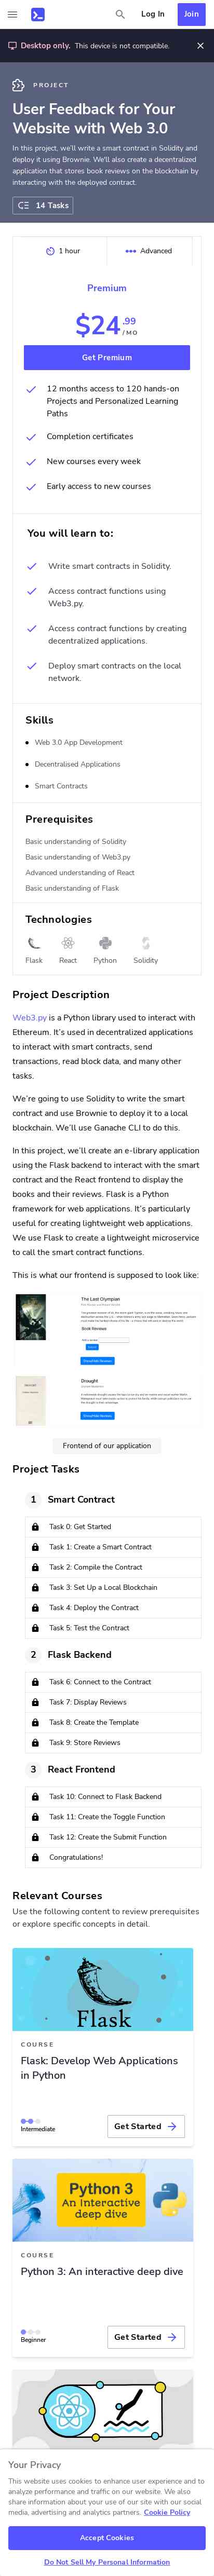 Log In
Join
Desktop only. This device is not compatible.
PROJECT
User Feedback for Your
Website with Web 3.0
In this project, we'll write a smart contract in Solidity and
deploy it using Brownie. We'll also create a decentralized
application that stores book reviews on the blockchain by
interacting with the deployed contract.
14 Tasks
1 hour
Advanced
Premium
$24.99
/ MO
Get Premium
12 months access to 120 hands-on
Projects and Personalized Learning
Paths
Completion certificates
New courses every week
Early access to new courses
You will learn to:
Write smart contracts in Solidity.
Access contract functions using
Web3.py.
Access contract functions by creating
decentralized applications.
Deploy smart contracts on the local
network.
Skills
Web 3.0 App Development
Decentralised Applications
Smart Contracts
Prerequisites
Basic understanding of Solidity
Basic understanding of Web3.py
Advanced understanding of React
Basic understanding of Flask
Technologies
Flask
React
Python
Solidity
Project Description
Web3.py is a Python library used to interact with
Ethereum. It's used in decentralized applications
to interact with smart contracts, send
transactions, read block data, and many other
tasks.
We're going to use Solidity to write the smart
contract and use Brownie to deploy it to a local
blockchain. We'll use Ganache CLI to do this.
In this project, we'll create an e-library application
using the Flask backend to interact with the smart
contract and the React frontend to display the
books and their reviews. Flask is a Python
framework for web applications. It's particularly
useful for creating lightweight web applications.
We use Flask to create a lightweight microservice
to call the smart contract functions.
This is what our frontend is supposed to look like:
The Last Olympian
Book Reviews
Drought
Frontend of our application
Project Tasks
1
Smart Contract
Task 0: Get Started
Task 1: Create a Smart Contract
Task 2: Compile the Contract
Task 3: Set Up a Local Blockchain
Task 4: Deploy the Contract
Task 5: Test the Contract
2
Flask Backend
Task 6: Connect to the Contract
Task 7: Display Reviews
Task 8: Create the Template
Task 9: Store Reviews
3
React Frontend
Task 10: Connect to Flask Backend
Task 11: Create the Toggle Function
Task 12: Create the Submit Function
Congratulations!
Relevant Courses
Use the following content to review prerequisites
or explore specific concepts in detail.
Flask
COURSE
Flask: Develop Web Applications
in Python
Intermediate
Get Started
Python 3
An Interactive
deep dive
COURSE
Python 3: An interactive deep dive
Beginner
Get Started
Your Privacy
This website uses cookies to enhance user experience and to
analyze performance and traffic on our website. We also
share information about your use of our site with our social
media, advertising and analytics partners. Cookie Policy
Accept Cookies
Do Not Sell My Personal Information